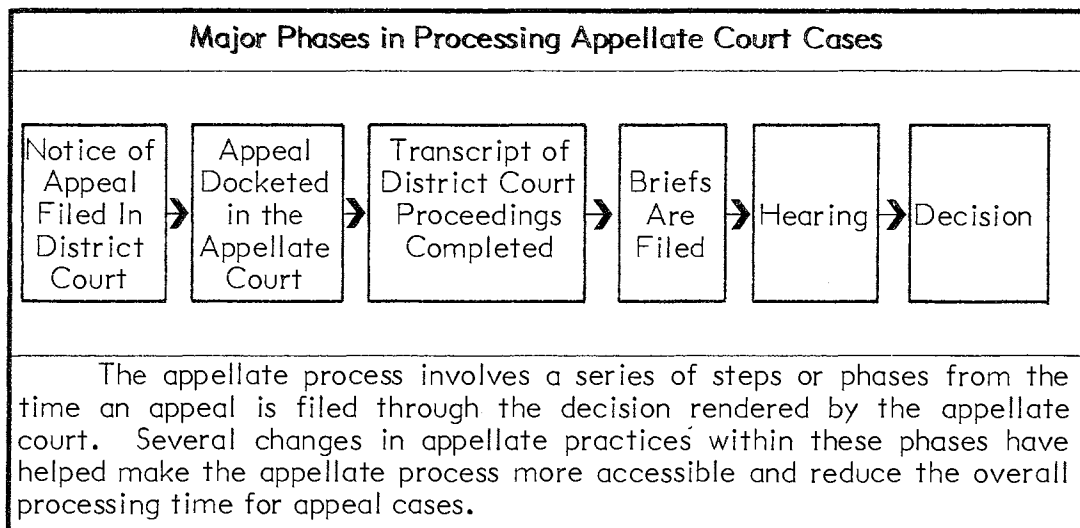 Major Phases in Processing Appellate Court Cases
Notice of
Appeal
Filed In
District
Court
Appeal
Docketed
in the
Appellate
Court
Transcript of
District Court
Proceedings
Completed
Briefs
Are
Filed
Hearing
Decision
The appellate process involves a series of steps or phases from the
time an appeal is filed through the decision rendered by the appellate
court. Several changes in appellate practices within these phases have
helped make the appellate process more accessible and reduce the overall
processing time for appeal cases.